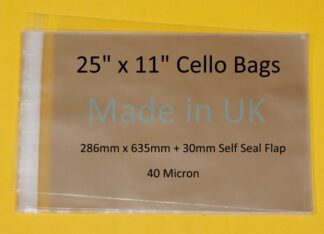 25" x 11" Cello Bags
Made in UK
286mm x 635mm + 30mm Self Seal Flap
40 Micron